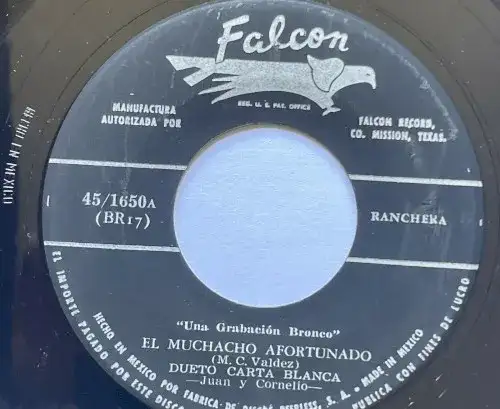 Falcon
REG. U. S. PAT. OFFICE
MANUFACTURA
AUTORIZADA POR
FALCON RECORD,
CO. MISSION, TEXAS.
45/1650A
(BR17)
RANCHERA
"Una Grabación Bronco"
EL MUCHACHO AFORTUNADO
(M. C. Valdez)
DUETO CARTA BLANCA
—Juan y Cornelio—
EL IMPORTE PAGADO POR ESTE DISCO
PUBLICA CON FINES DE LUCRO
HECHO EN MEXICO POR FABRICA DE DISCOS PEERLESS, S. A. - MADE IN MEXICO
IN MEXICO